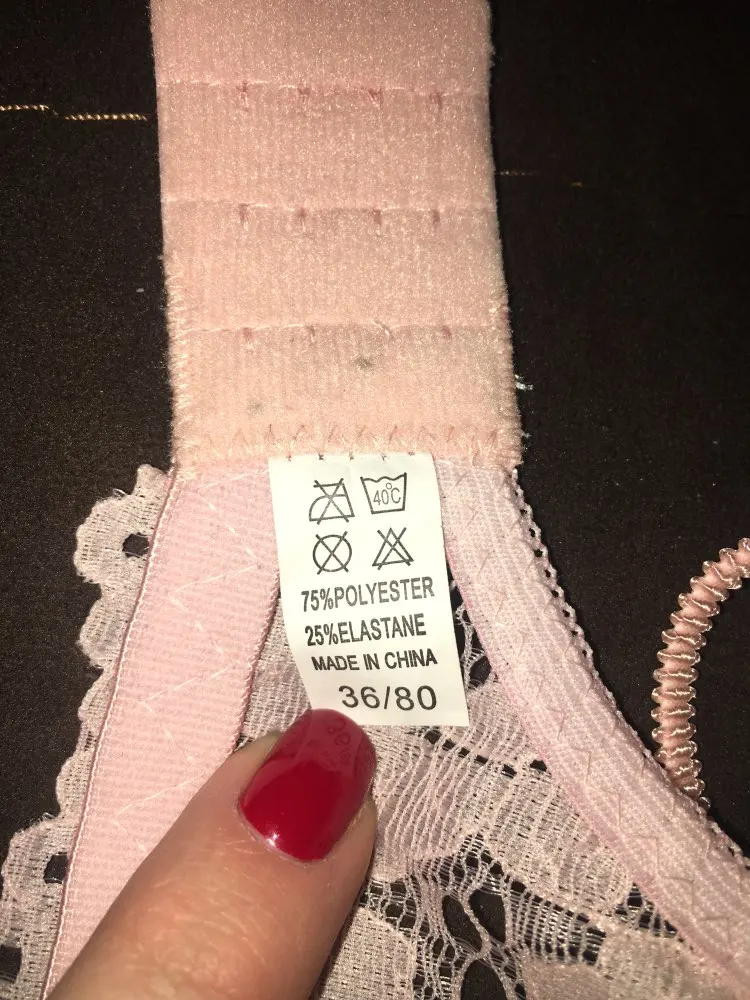 40℃
75%POLYESTER
25%ELASTANE
MADE IN CHINA
36/80